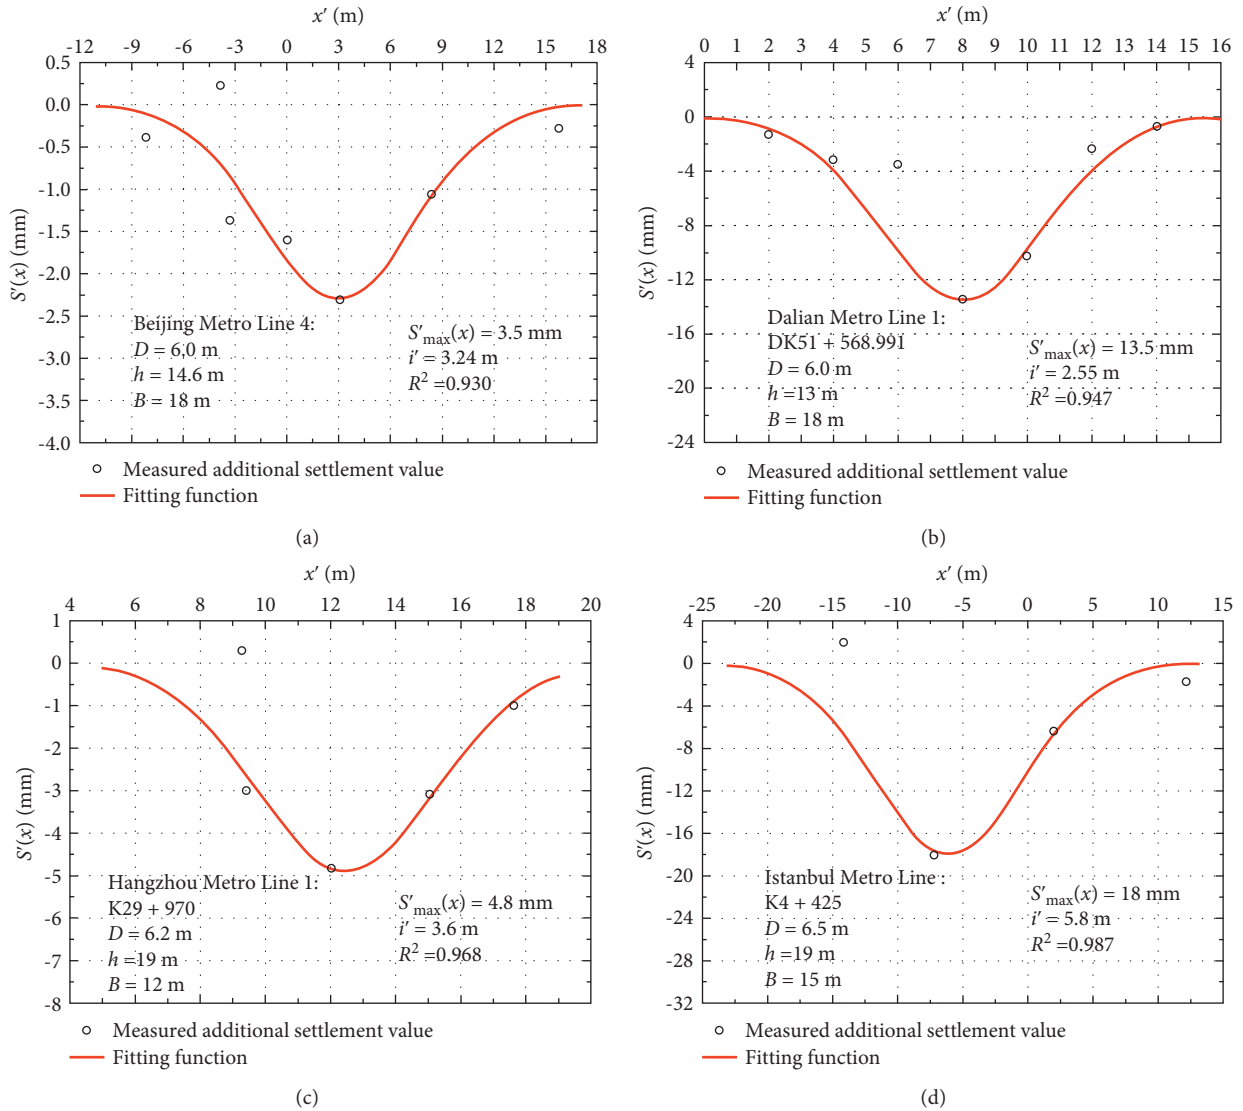 x′ (m)
-12 -9 -6 -3 0 3 6 9 12 15 18
0.5
0.0
-0.5
-1.0
-1.5
-2.0
-2.5
-3.0
-3.5
-4.0
S′(x) (mm)
Beijing Metro Line 4:
D = 6.0 m
h = 14.6 m
B = 18 m
S′max(x) = 3.5 mm
i′ = 3.24 m
R² =0.930
Measured additional settlement value
Fitting function
(a)
x′ (m)
0 1 2 3 4 5 6 7 8 9 10 11 12 13 14 15 16
4
0
-4
-8
-12
-14
-16
-20
-24
S′(x) (mm)
Dalian Metro Line 1:
DK51 + 568.991
D = 6.0 m
h =13 m
B = 18 m
S′max(x) = 13.5 mm
i′ = 2.55 m
R² =0.947
Measured additional settlement value
Fitting function
(b)
x′ (m)
4 6 8 10 12 14 16 18 20
1
0
-1
-2
-3
-4
-5
-6
-7
-8
S′(x) (mm)
Hangzhou Metro Line 1:
K29 + 970
D = 6.2 m
h =19 m
B = 12 m
S′max(x) = 4.8 mm
i′ = 3.6 m
R² =0.968
Measured additional settlement value
Fitting function
(c)
x′ (m)
-25 -20 -15 -10 -5 0 5 10 15
4
0
-4
-8
-12
-16
-20
-24
-28
-32
S′(x) (mm)
Istanbul Metro Line :
K4 + 425
D = 6.5 m
h =19 m
B = 15 m
S′max(x) = 18 mm
i′ = 5.8 m
R² =0.987
Measured additional settlement value
Fitting function
(d)